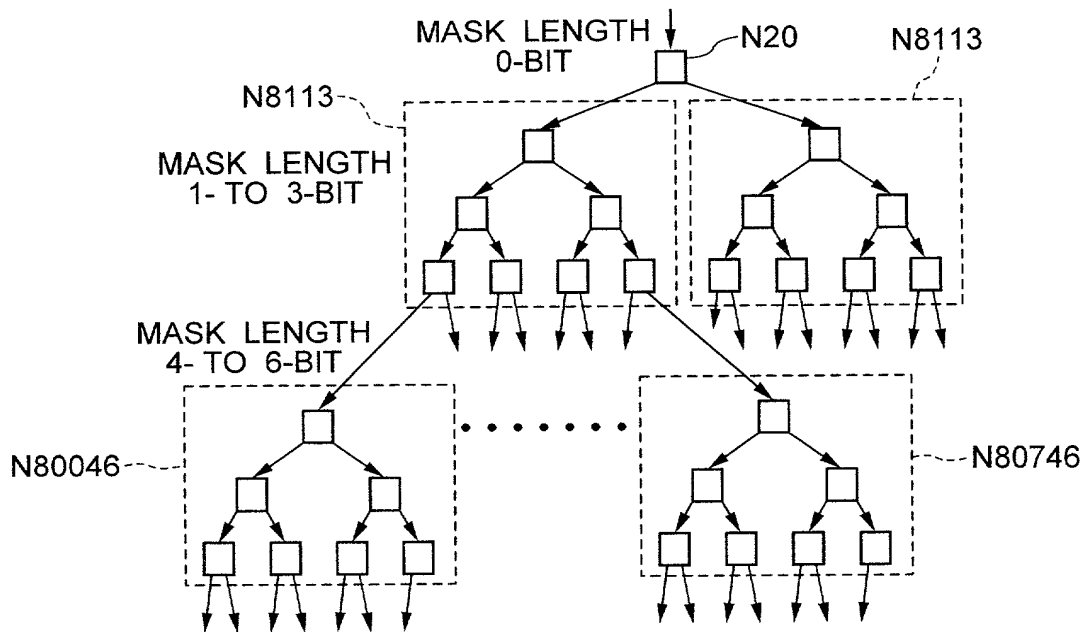 MASK LENGTH
0-BIT
N20
N8113
N8113
MASK LENGTH
1- TO 3-BIT
MASK LENGTH
4- TO 6-BIT
N80046
N80746